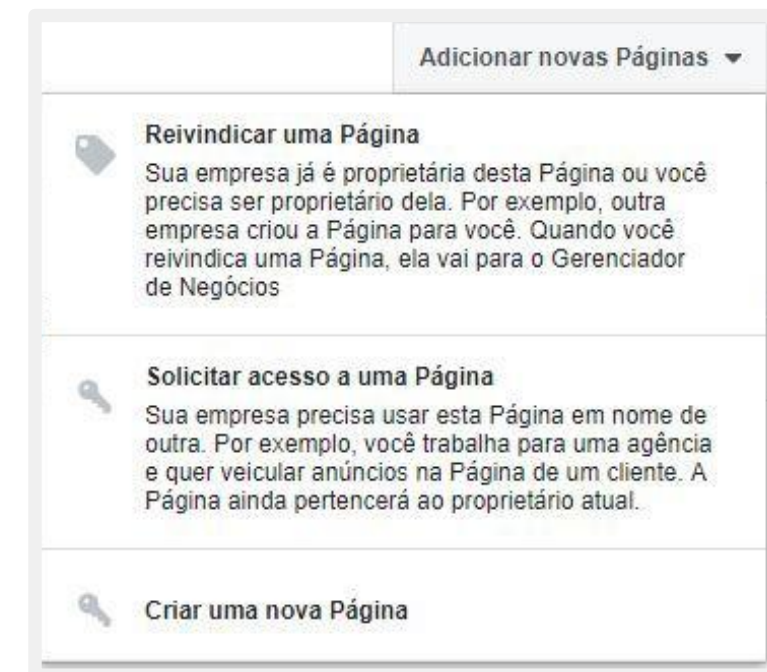 Adicionar novas Páginas
Reivindicar uma Página
Sua empresa já é proprietária desta Página ou você
precisa ser proprietário dela. Por exemplo, outra
empresa criou a Página para você. Quando você
reivindica uma Página, ela vai para o Gerenciador
de Negócios
Solicitar acesso a uma Página
Sua empresa precisa usar esta Página em nome de
outra. Por exemplo, você trabalha para uma agência
e quer veicular anúncios na Página de um cliente. A
Página ainda pertencerá ao proprietário atual.
Criar uma nova Página